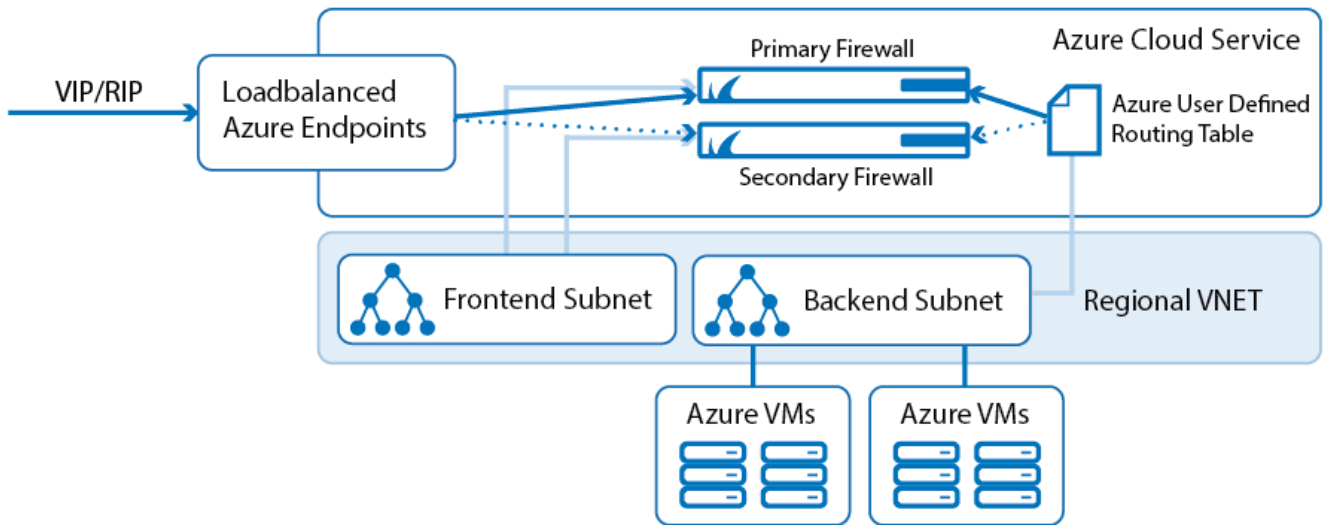 Primary Firewall
Azure Cloud Service
VIP/RIP
Loadbalanced
Azure Endpoints
Azure User Defined
Routing Table
Secondary Firewall
Frontend Subnet
Backend Subnet
Regional VNET
Azure VMs
Azure VMs